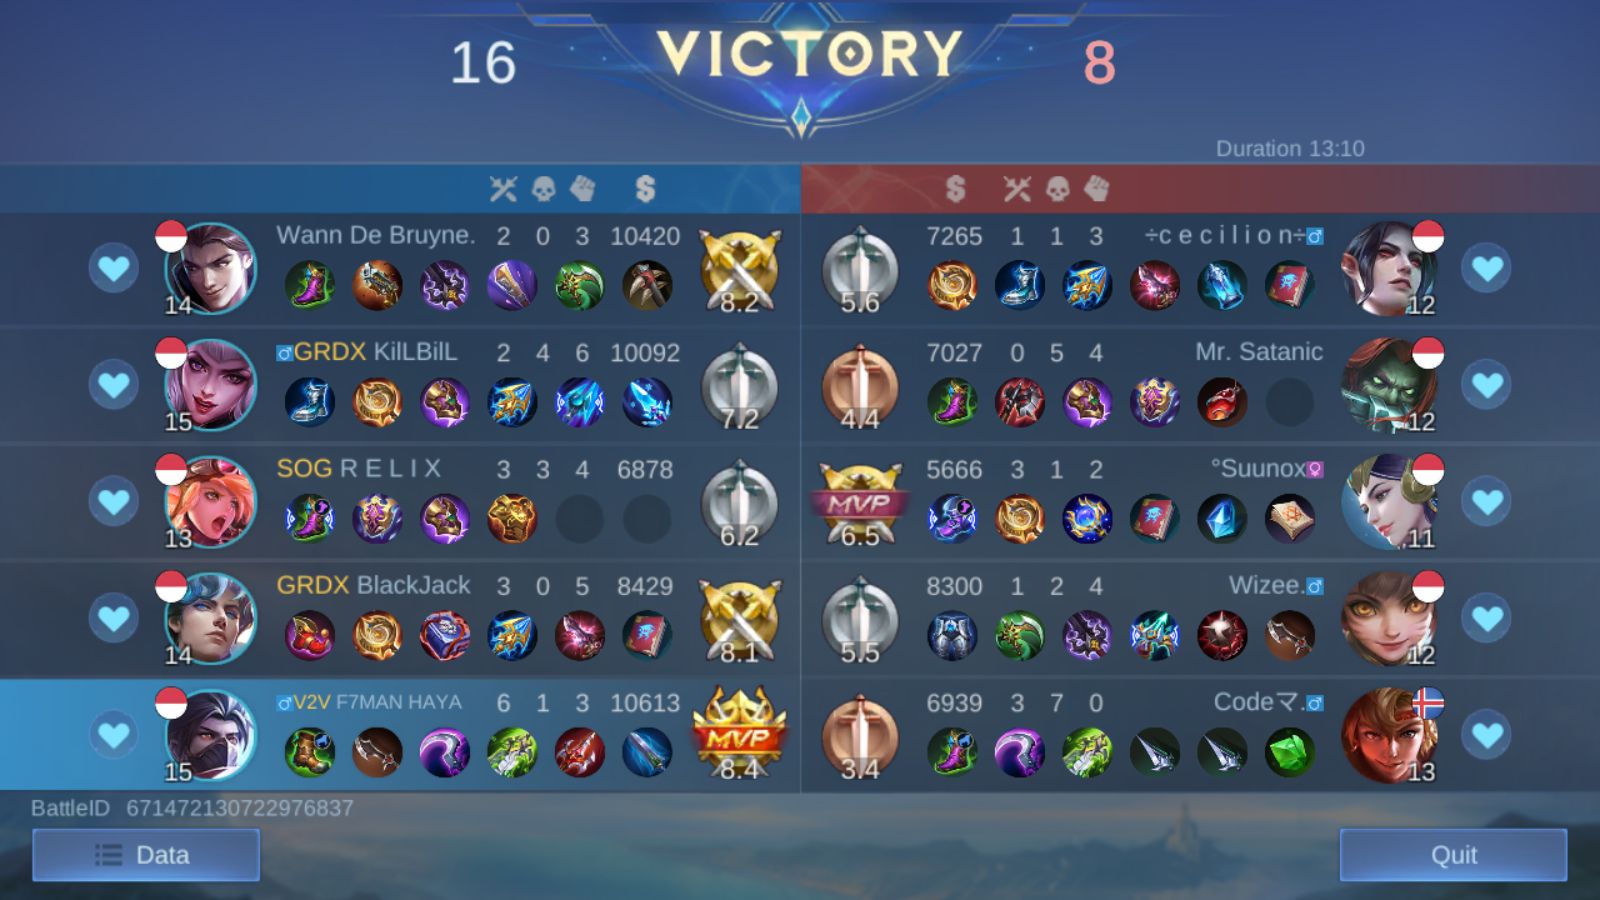 16 VICTORY 8
Duration 13:10
Wann De Bruyne. 2 0 3 10420
14 8.2
5.6 7265 1 1 3 ÷c e c i l i o n÷♂
12
♂GRDX KilLBilL 2 4 6 10092
15 7.2
4.4 7027 0 5 4 Mr. Satanic
12
SOG R E L I X 3 3 4 6878
13 6.2
MVP 6.5 5666 3 1 2 °Suunox♀
11
GRDX BlackJack 3 0 5 8429
14 8.1
5.5 8300 1 2 4 Wizee.♂
12
♂V2V F7MAN HAYA 6 1 3 10613
15 MVP 8.4
3.4 6939 3 7 0 Codeマ.♂
13
BattleID 671472130722976837
Data
Quit